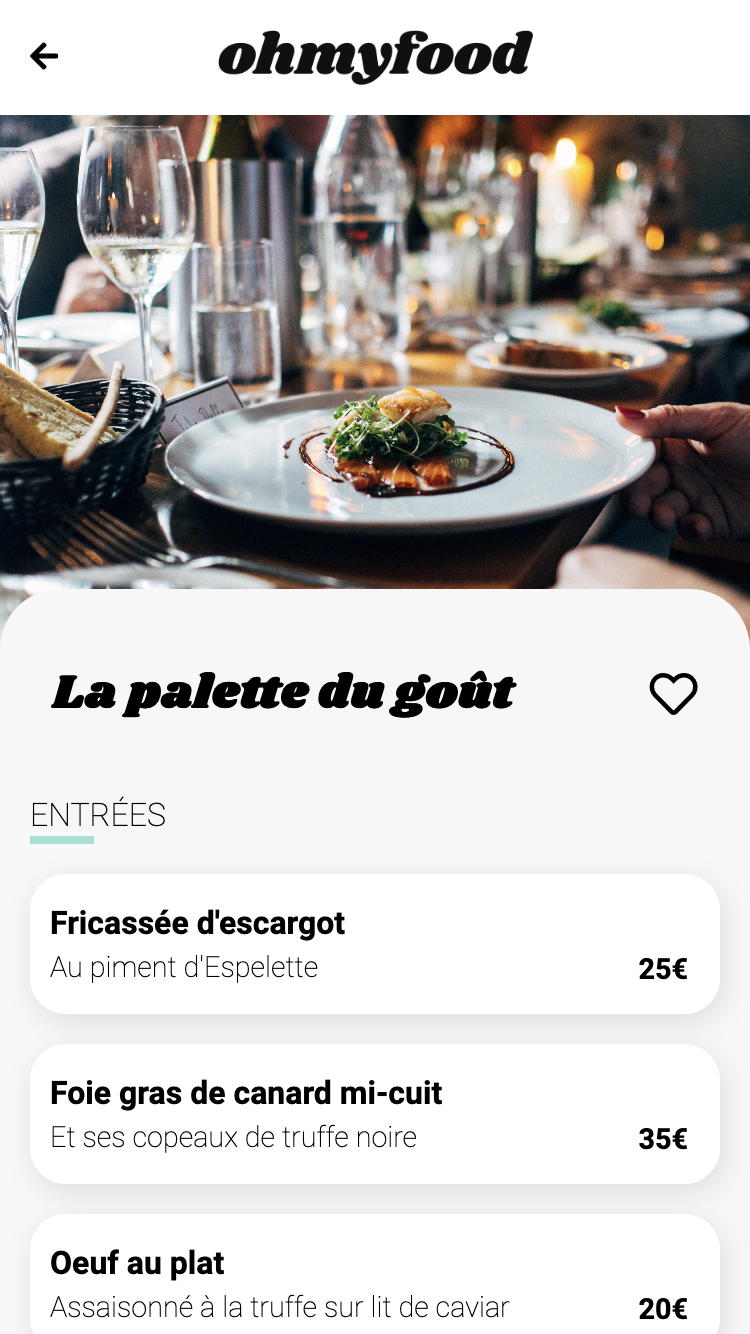 ohmyfood
La palette du goût
ENTRÉES
Fricassée d'escargot
Au piment d'Espelette
25€
Foie gras de canard mi-cuit
Et ses copeaux de truffe noire
35€
Oeuf au plat
Assaisonné à la truffe sur lit de caviar
20€